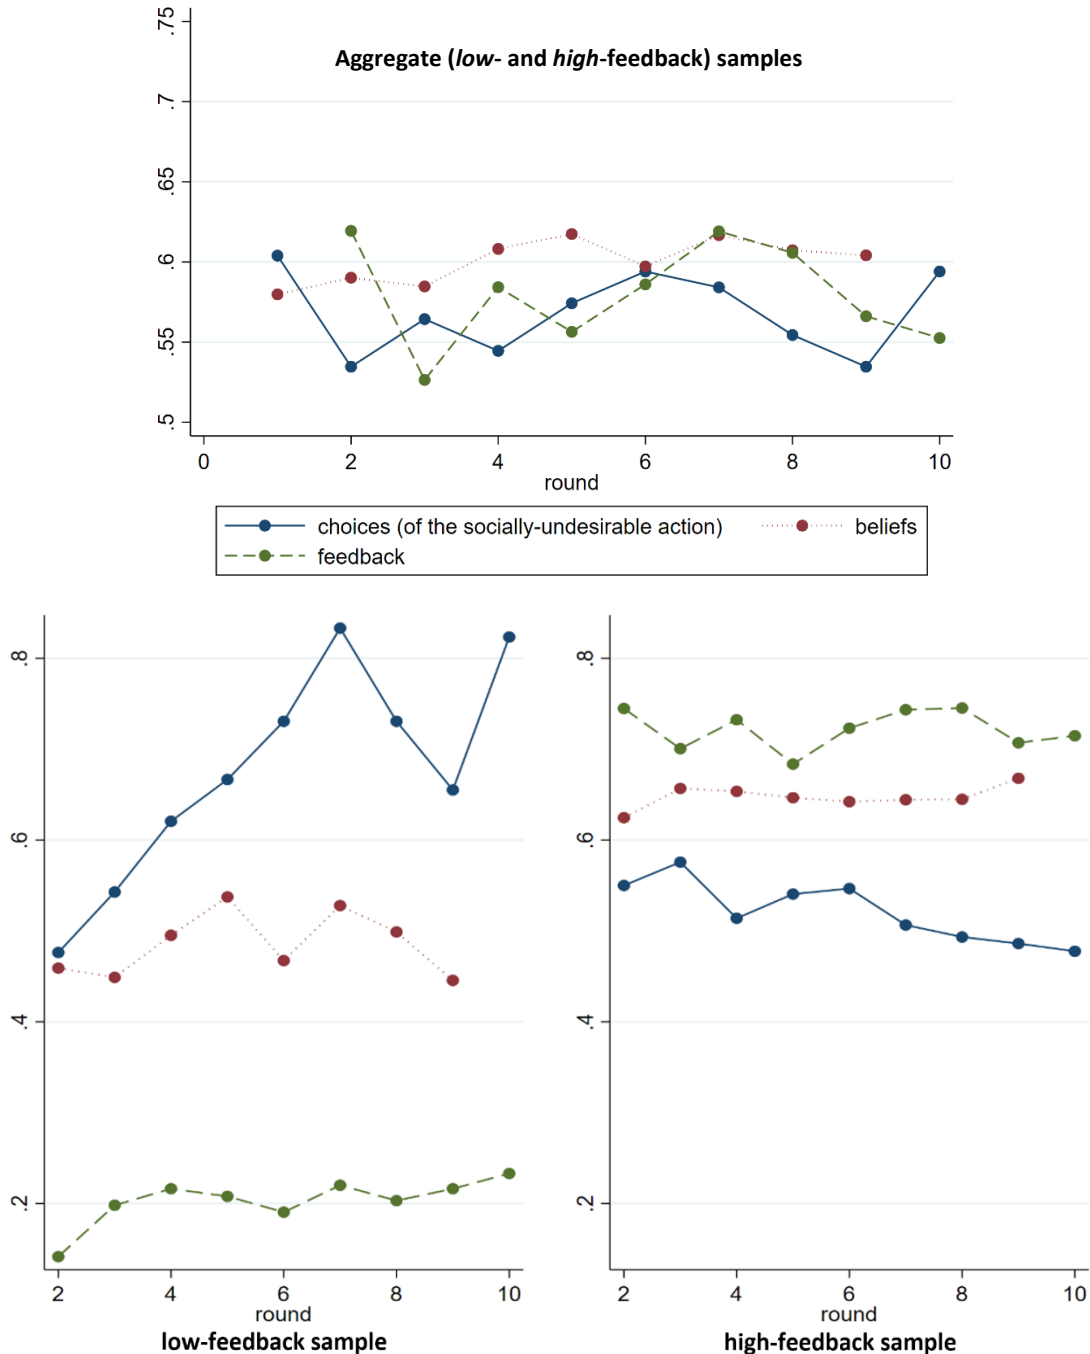 Aggregate (low- and high-feedback) samples
.75
.7
.65
.6
.55
.5
0 2 4 6 8 10
round
choices (of the socially-undesirable action) beliefs
feedback
.8
.6
.4
.2
2 4 6 8 10
round
low-feedback sample
.8
.6
.4
.2
2 4 6 8 10
round
high-feedback sample